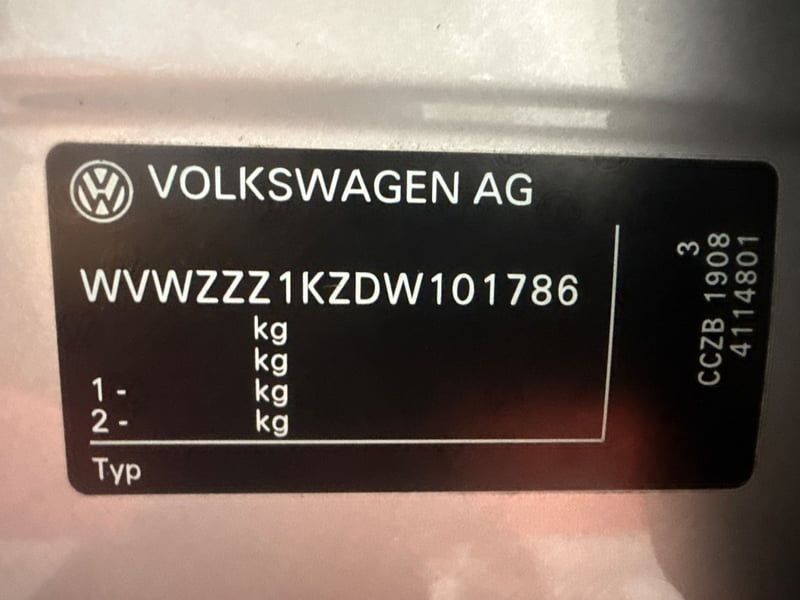 VOLKSWAGEN AG
WVWZZZ1KZDW101786
kg
kg
1 - kg
2 - kg
Typ
3
CCZB 1908
4114801